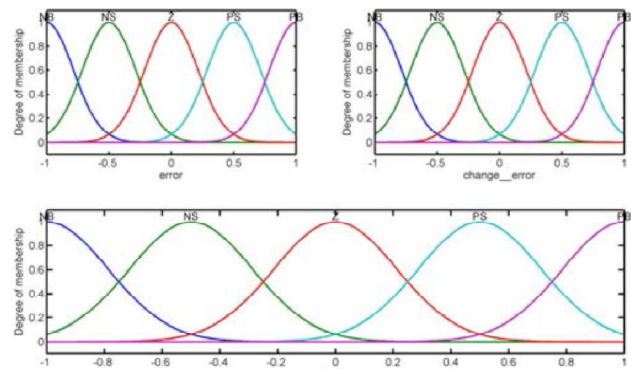 NB NS Z PS PB
Degree of membership
1
0.8
0.6
0.4
0.2
0
-1 -0.5 0 0.5 1
error
NB NS Z PS PB
Degree of membership
1
0.8
0.6
0.4
0.2
0
-1 -0.5 0 0.5 1
change__error
NB NS Z PS PB
Degree of membership
1
0.8
0.6
0.4
0.2
0
-1 -0.8 -0.6 -0.4 -0.2 0 0.2 0.4 0.6 0.8 1